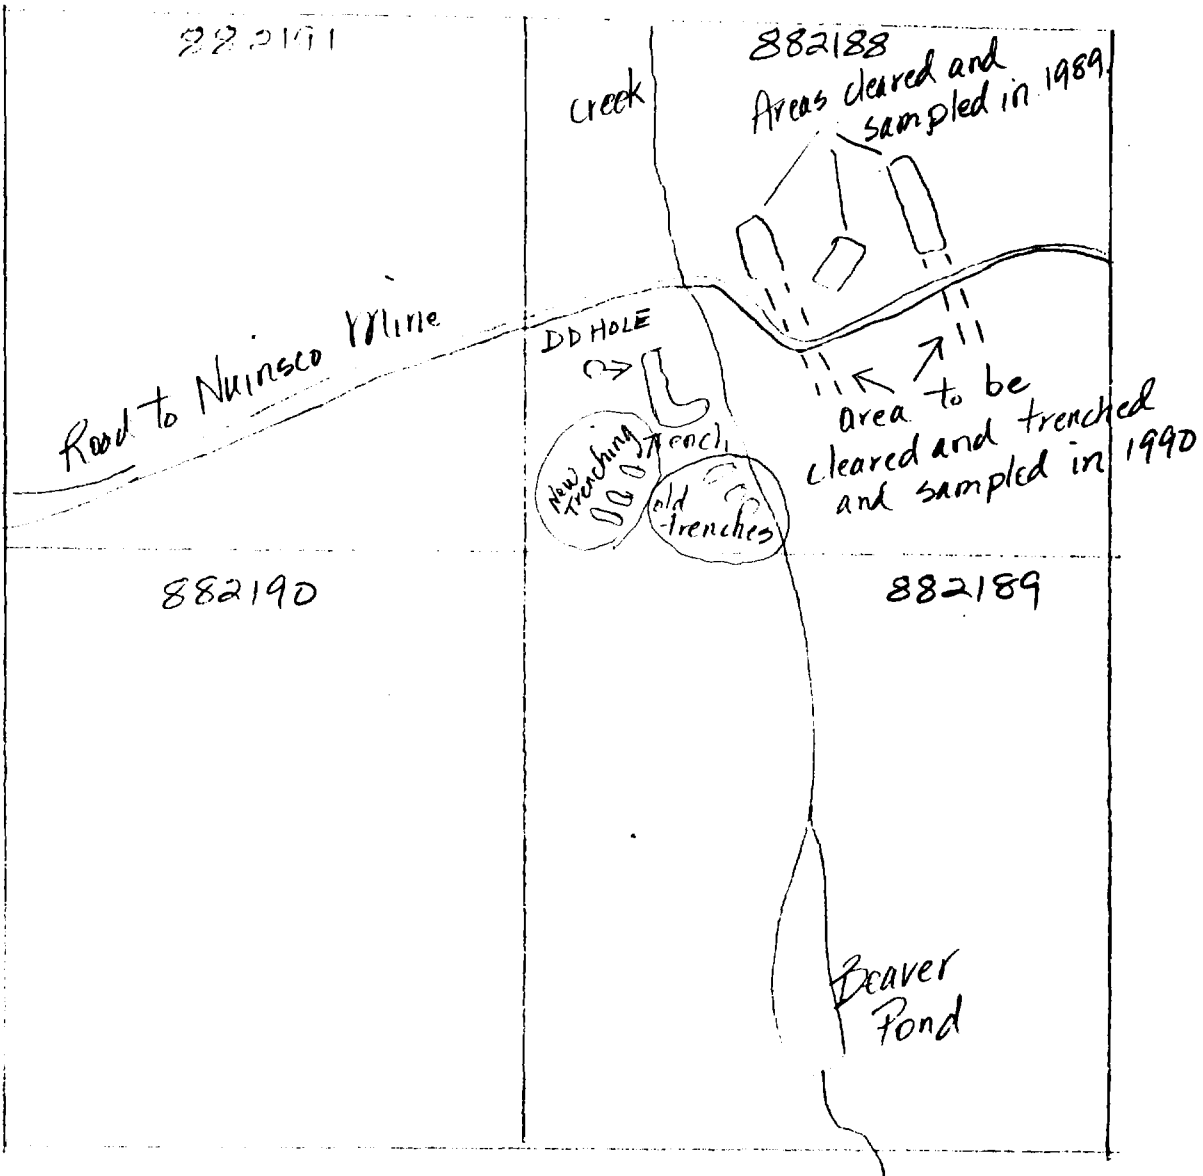 882191
882188
creek
Areas cleared and
sampled in 1989
Road to Nuinsco Mine
DD HOLE
Trench
New
Trenching
old
trenches
area to be
cleared and trenched
and sampled in 1990
882190
882189
Beaver
Pond